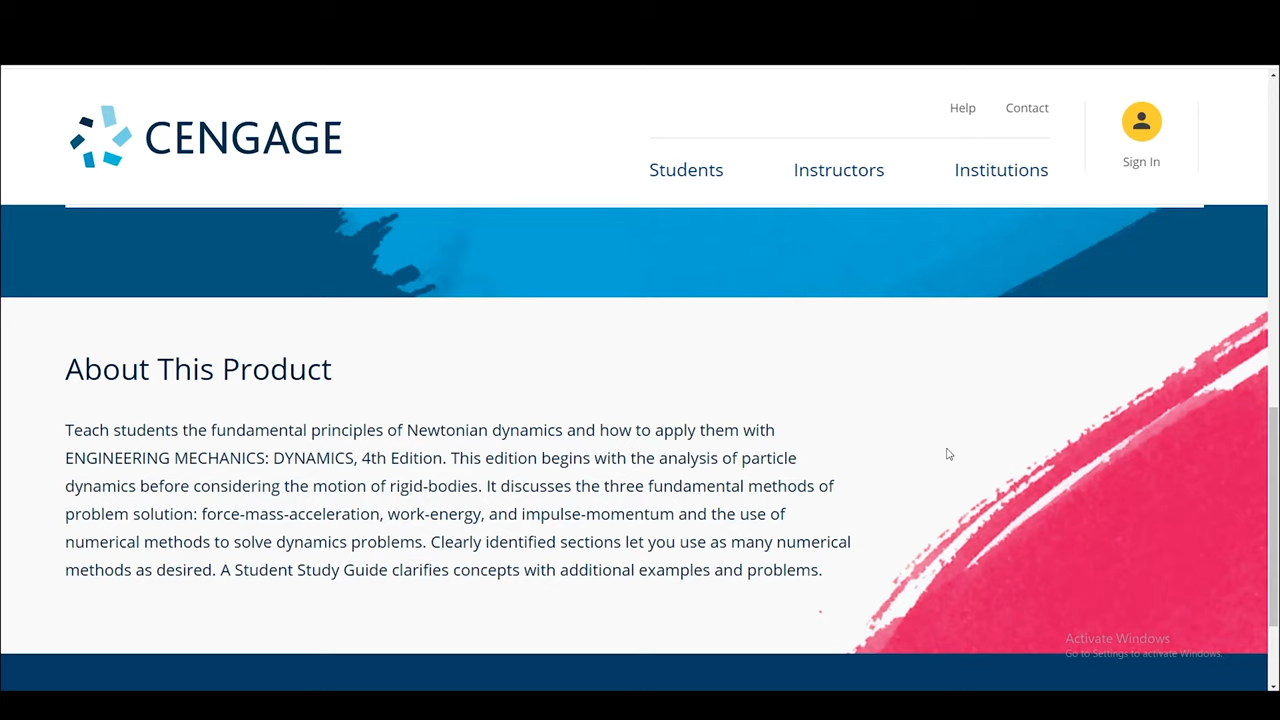 Help Contact
CENGAGE
Sign In
Students Instructors Institutions
About This Product
Teach students the fundamental principles of Newtonian dynamics and how to apply them with
ENGINEERING MECHANICS: DYNAMICS, 4th Edition. This edition begins with the analysis of particle
dynamics before considering the motion of rigid-bodies. It discusses the three fundamental methods of
problem solution: force-mass-acceleration, work-energy, and impulse-momentum and the use of
numerical methods to solve dynamics problems. Clearly identified sections let you use as many numerical
methods as desired. A Student Study Guide clarifies concepts with additional examples and problems.
Activate Windows
Go to Settings to activate Windows.